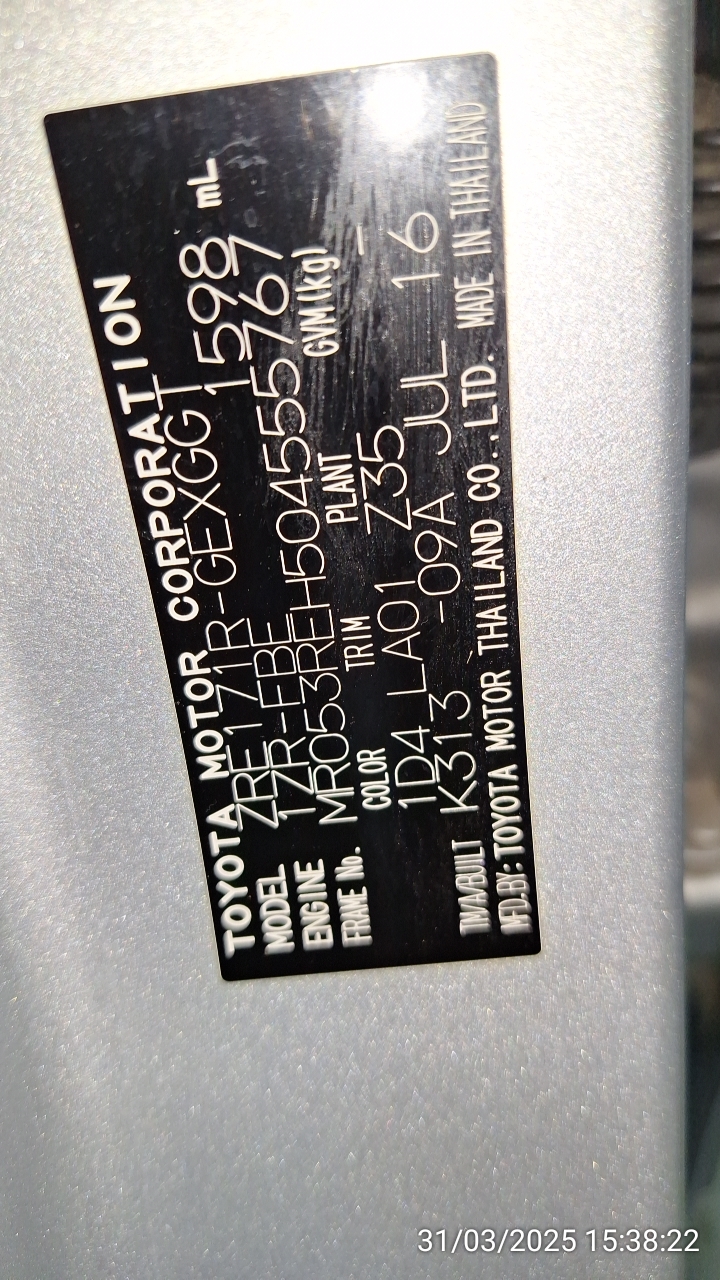 TOYOTA MOTOR CORPORATION
MODEL ZRE171R-GEXGGT
ENGINE 1ZR-FBE 1598 mL
FRAME No. MR053REH504555767
COLOR TRIM PLANT GVM(kg)
1D4 LA01 Z35 -
T/M/A/BUILT K313 -09A JUL 16
MFD.BY: TOYOTA MOTOR THAILAND CO.,LTD. MADE IN THAILAND
31/03/2025 15:38:22